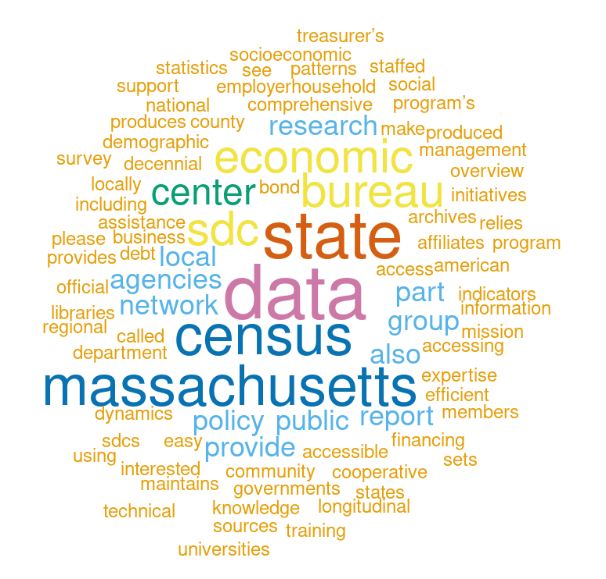 treasurer's
socioeconomic
statistics see patterns staffed
support employerhousehold social
national comprehensive program's
produces county research make produced
demographic economic management
survey decennial overview
locally center bond bureau initiatives
including
assistance sdc state archives relies
please business affiliates program
provides debt local access american
official agencies data part indicators
libraries network group information
regional called census also mission
department accessing
massachusetts expertise
efficient
dynamics policy public report members
sdcs easy provide accessible financing
using sets
interested community cooperative
maintains governments states
technical knowledge longitudinal
sources training
universities